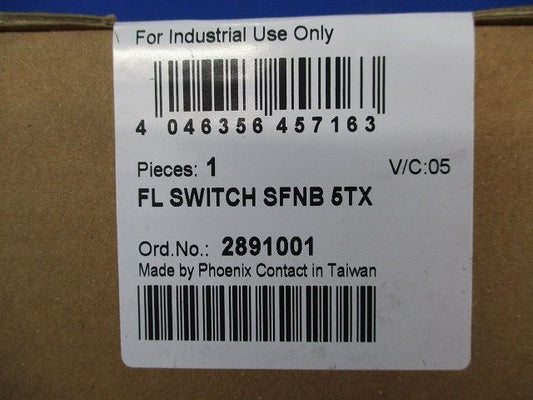 For Industrial Use Only
4 046356 457163
Pieces: 1 V/C:05
FL SWITCH SFNB 5TX
Ord.No.: 2891001
Made by Phoenix Contact in Taiwan